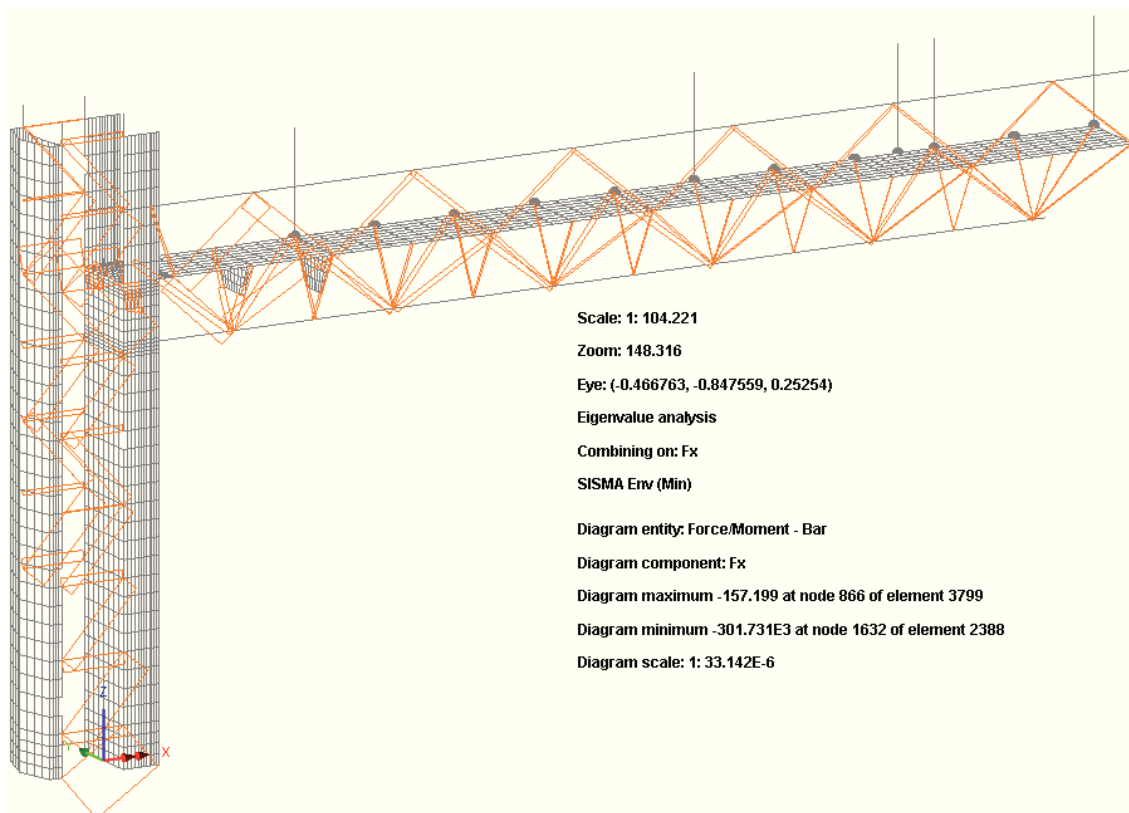 Scale: 1: 104.221
Zoom: 148.316
Eye: (-0.466763, -0.847559, 0.25254)
Eigenvalue analysis
Combining on: Fx
SISMA Env (Min)
Diagram entity: Force/Moment - Bar
Diagram component: Fx
Diagram maximum -157.199 at node 866 of element 3799
Diagram minimum -301.731E3 at node 1632 of element 2388
Diagram scale: 1: 33.142E-6
Z
Y
X